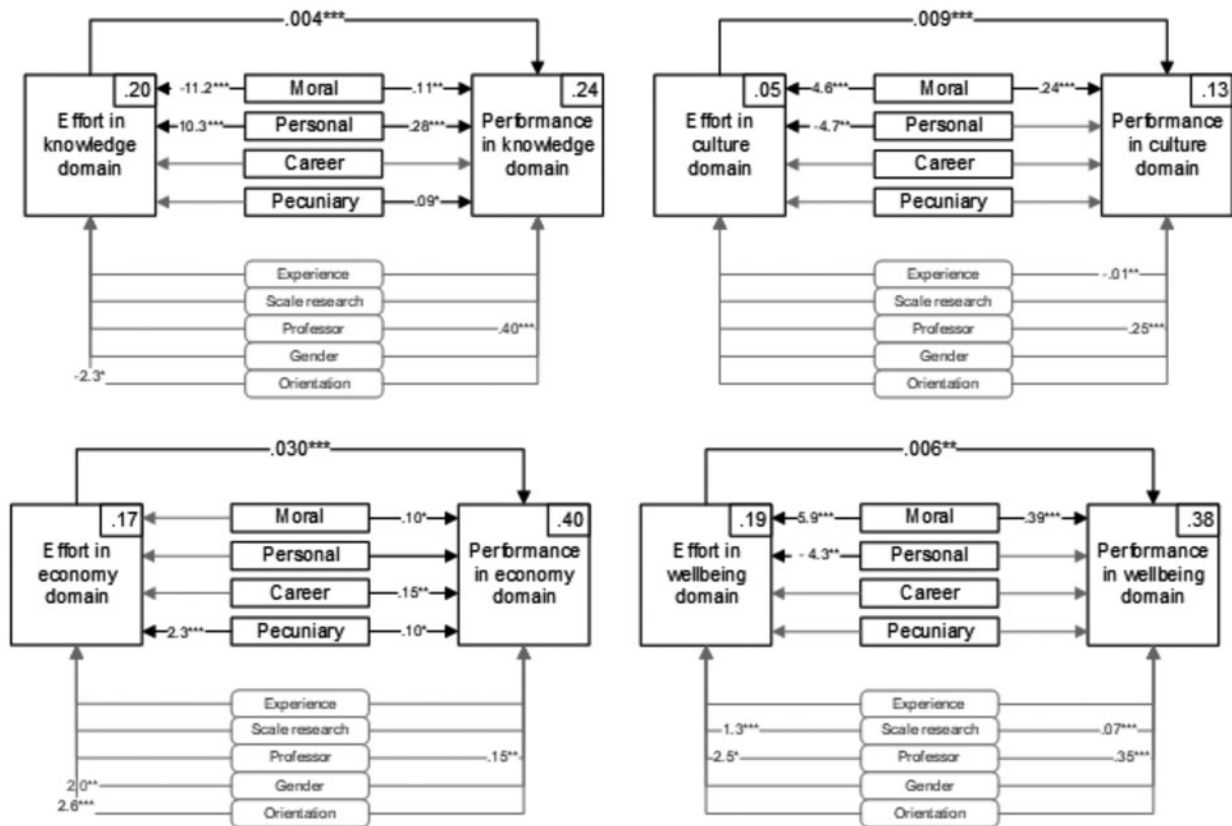 .004***
.20
Effort in
knowledge
domain
-11.2***
Moral
.11**
10.3***
Personal
.28***
Career
Pecuniary
.09*
.24
Performance
in knowledge
domain
Experience
Scale research
Professor
.40***
Gender
-2.3*
Orientation
.009***
.05
Effort in
culture
domain
4.6***
Moral
.24***
-4.7**
Personal
Career
Pecuniary
.13
Performance
in culture
domain
Experience
-.01**
Scale research
Professor
.25***
Gender
Orientation
.030***
.17
Effort in
economy
domain
Moral
.10*
Personal
Career
.15**
2.3***
Pecuniary
.10*
.40
Performance
in economy
domain
Experience
Scale research
Professor
.15**
2.0**
Gender
2.6***
Orientation
.006**
.19
Effort in
wellbeing
domain
5.9***
Moral
.39***
- 4.3**
Personal
Career
Pecuniary
.38
Performance
in wellbeing
domain
Experience
1.3***
Scale research
.07***
2.5*
Professor
.35***
Gender
Orientation